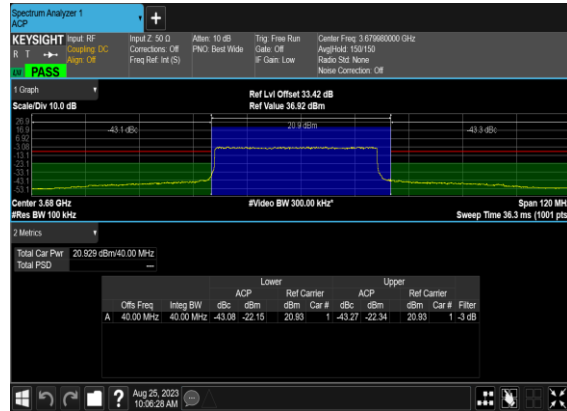 Spectrum Analyzer 1
ACP
+
KEYSIGHT Input: RF Input Z: 50 Ω Atten: 10 dB Trig: Free Run Center Freq: 3.679980000 GHz
R T Coupling: DC Corrections: Off PNO: Best Wide Gate: Off Avg|Hold: 150/150
Align: Off Freq Ref: Int (S) IF Gain: Low Radio Std: None
LW PASS Noise Correction: Off
1 Graph Ref Lvl Offset 33.42 dB
Scale/Div 10.0 dB Ref Value 36.92 dBm
26.9
16.9 -43.1 dBc 20.9 dBm -43.3 dBc
6.92
-3.08
-13.1
-23.1
-33.1
-43.1
-53.1
Center 3.68 GHz #Video BW 300.00 kHz* Span 120 MHz
#Res BW 100 kHz Sweep Time 36.3 ms (1001 pts)
2 Metrics
Total Car Pwr 20.929 dBm/40.00 MHz
Total PSD ---
Lower Upper
ACP Ref Carrier ACP Ref Carrier
Offs Freq Integ BW dBc dBm dBm Car # dBc dBm dBm Car # Filter
A 40.00 MHz 40.00 MHz -43.08 -22.15 20.93 1 -43.27 -22.34 20.93 1 -3 dB
? Aug 25, 2023
10:06:28 AM